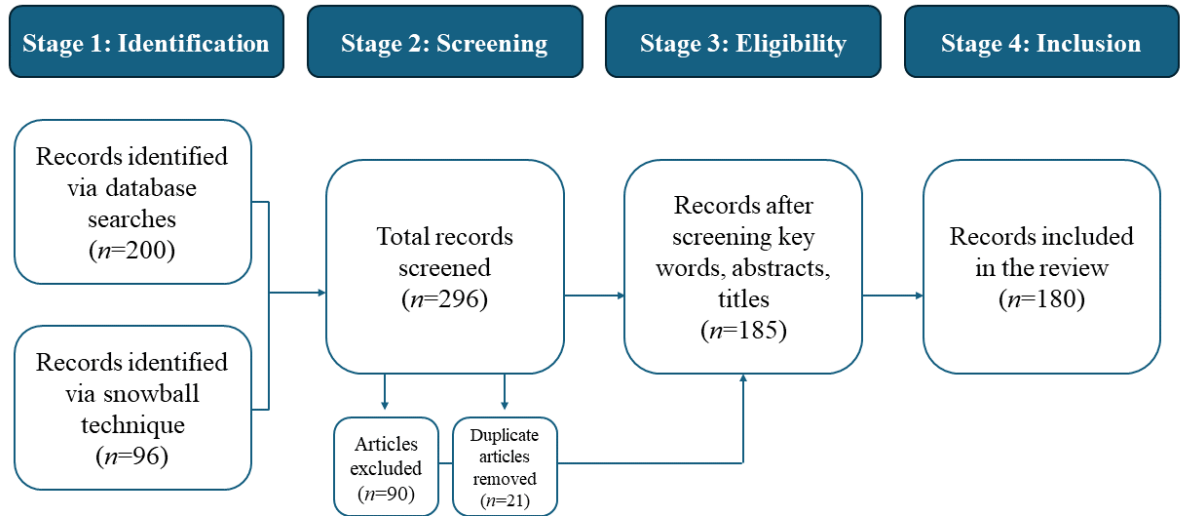 Stage 1: Identification
Stage 2: Screening
Stage 3: Eligibility
Stage 4: Inclusion
Records identified
via database
searches
(n=200)
Records identified
via snowball
technique
(n=96)
Total records
screened
(n=296)
Articles
excluded
(n=90)
Duplicate
articles
removed
(n=21)
Records after
screening key
words, abstracts,
titles
(n=185)
Records included
in the review
(n=180)